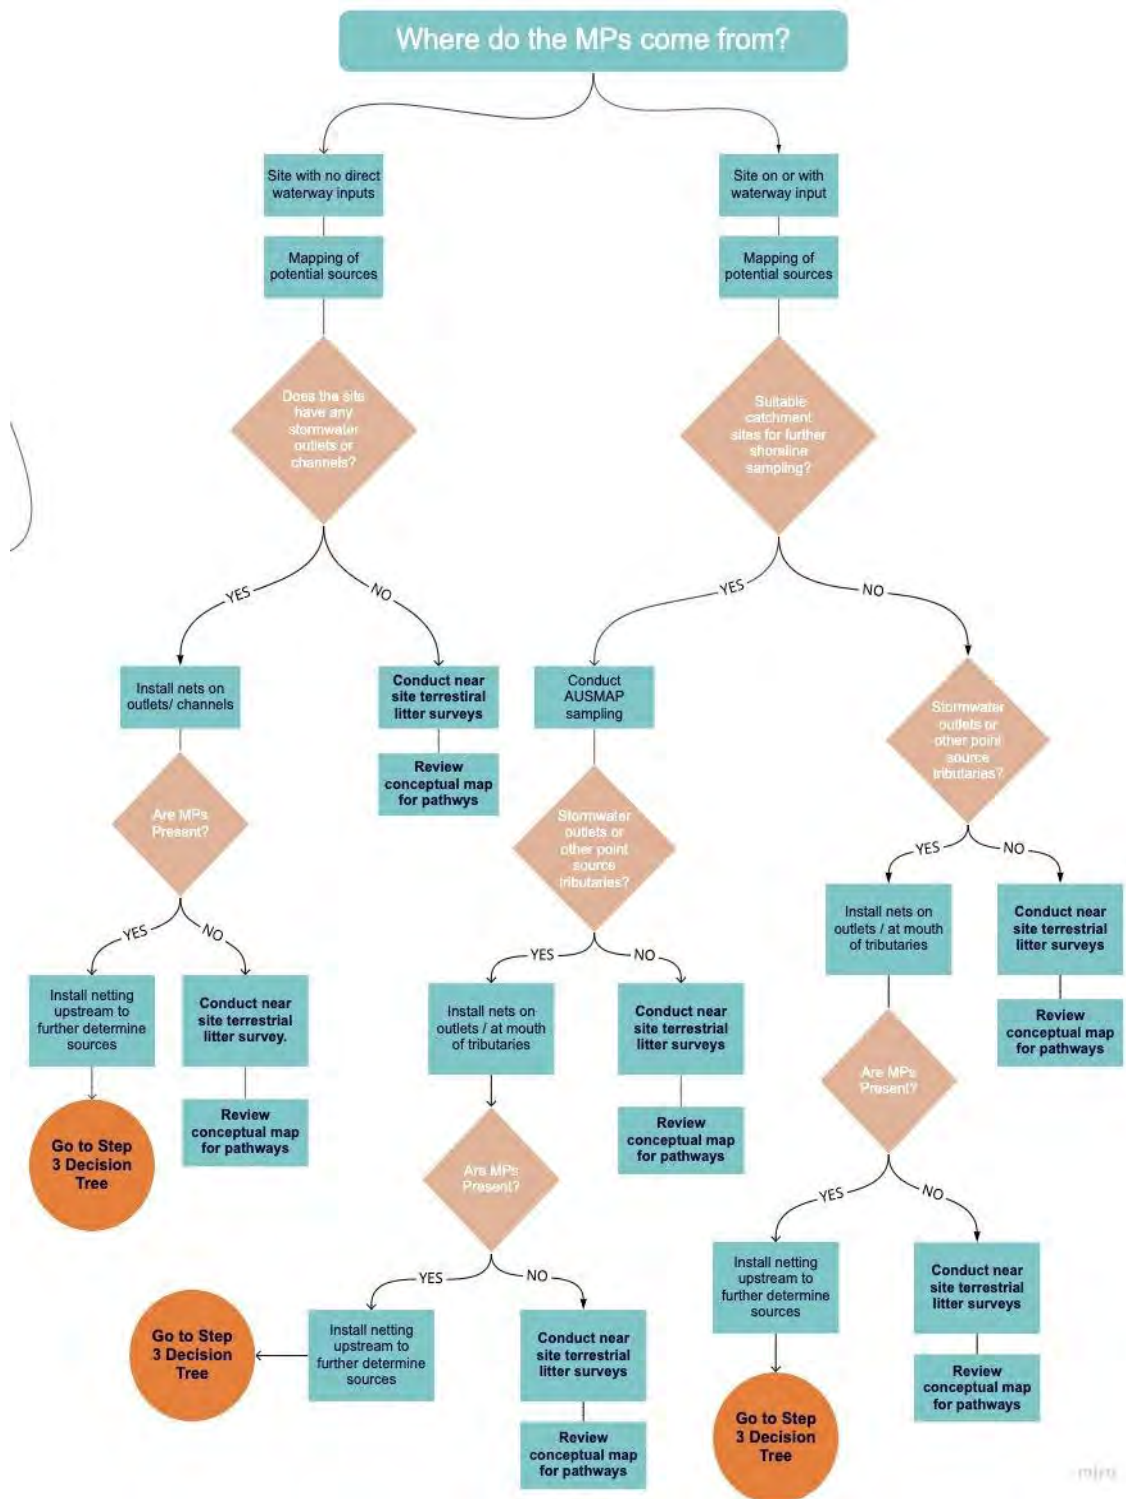 Where do the MPs come from?
Site with no direct
waterway inputs
Site on or with
waterway input
Mapping of
potential sources
Mapping of
potential sources
Does the site
have any
stormwater
outlets or
channels?
Suitable
catchment
sites for further
shoreline
sampling?
YES
NO
YES
NO
Install nets on
outlets/ channels
Conduct near
site terrestiral
litter surveys
Review
conceptual map
for pathwys
Conduct
AUSMAP
sampling
Stormwater
outlets or
other point
source
tributaries?
Are MPs
Present?
Stormwater
outlets or
other point
source
tributaries?
YES
NO
Install nets on
outlets / at mouth
of tributaries
Conduct near
site terrestrial
litter surveys
Review
conceptual map
for pathways
YES
NO
Install netting
upstream to
further determine
sources
Conduct near
site terrestrial
litter survey.
Review
conceptual map
for pathways
Go to Step
3 Decision
Tree
YES
NO
Install nets on
outlets / at mouth
of tributaries
Conduct near
site terrestrial
litter surveys
Review
conceptual map
for pathways
Are MPs
Present?
Are MPs
Present?
YES
NO
Install netting
upstream to
further determine
sources
Conduct near
site terrestrial
litter surveys
Review
conceptual map
for pathways
Go to Step
3 Decision
Tree
YES
NO
Install netting
upstream to
further determine
sources
Conduct near
site terrestrial
litter surveys
Review
conceptual map
for pathways
Go to Step
3 Decision
Tree
miro